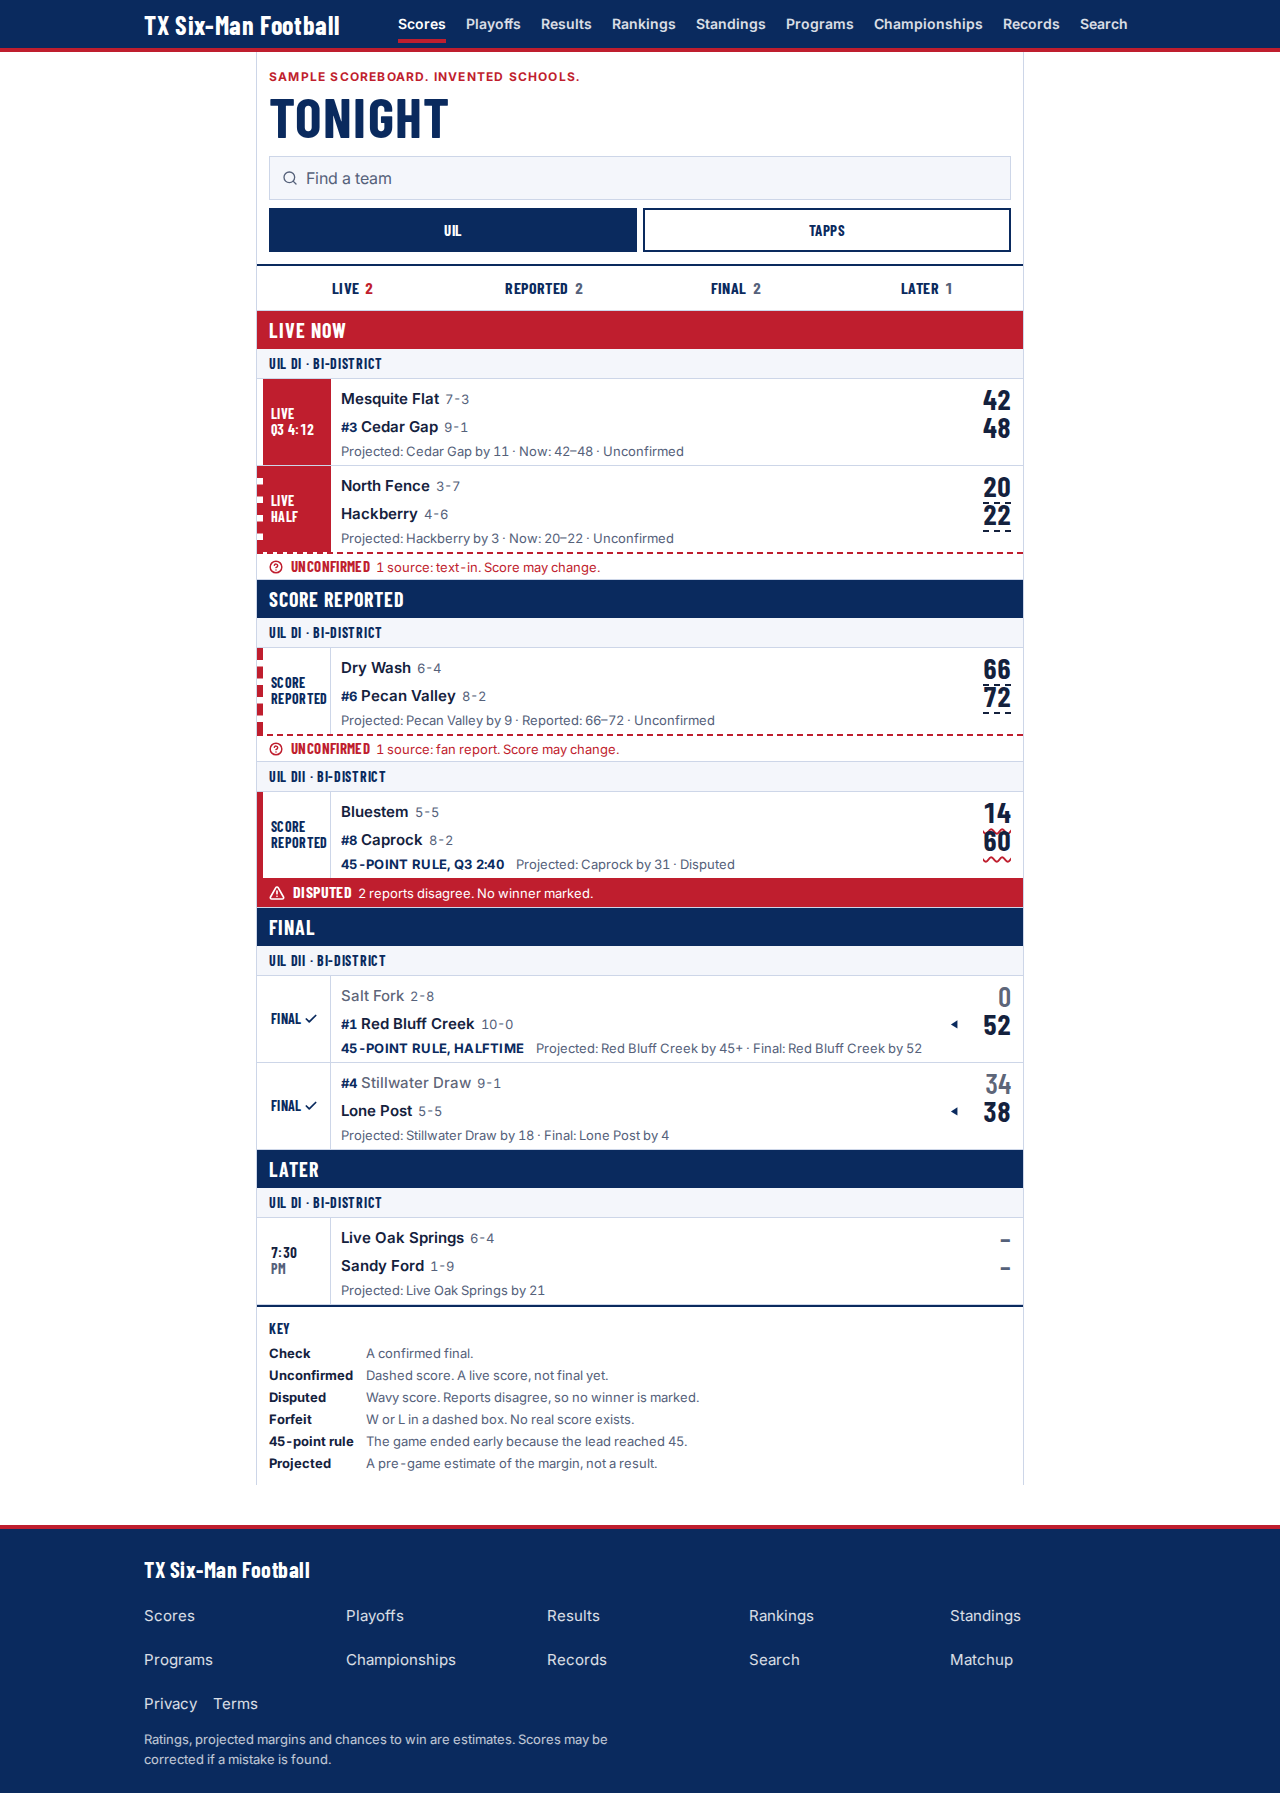 TX Six-Man Football
Scores Playoffs Results Rankings Standings Programs Championships Records Search
SAMPLE SCOREBOARD. INVENTED SCHOOLS.
TONIGHT
Find a team
UIL TAPPS
LIVE 2 REPORTED 2 FINAL 2 LATER 1
LIVE NOW
UIL DI · BI-DISTRICT
LIVE
Q3 4:12
Mesquite Flat 7-3 42
#3 Cedar Gap 9-1 48
Projected: Cedar Gap by 11 · Now: 42–48 · Unconfirmed
LIVE
HALF
North Fence 3-7 20
Hackberry 4-6 22
Projected: Hackberry by 3 · Now: 20–22 · Unconfirmed
UNCONFIRMED 1 source: text-in. Score may change.
SCORE REPORTED
UIL DI · BI-DISTRICT
SCORE
REPORTED
Dry Wash 6-4 66
#6 Pecan Valley 8-2 72
Projected: Pecan Valley by 9 · Reported: 66–72 · Unconfirmed
UNCONFIRMED 1 source: fan report. Score may change.
UIL DII · BI-DISTRICT
SCORE
REPORTED
Bluestem 5-5 14
#8 Caprock 8-2 60
45-POINT RULE, Q3 2:40 Projected: Caprock by 31 · Disputed
DISPUTED 2 reports disagree. No winner marked.
FINAL
UIL DII · BI-DISTRICT
FINAL ✓
Salt Fork 2-8 0
#1 Red Bluff Creek 10-0 ◀ 52
45-POINT RULE, HALFTIME Projected: Red Bluff Creek by 45+ · Final: Red Bluff Creek by 52
FINAL ✓
#4 Stillwater Draw 9-1 34
Lone Post 5-5 ◀ 38
Projected: Stillwater Draw by 18 · Final: Lone Post by 4
LATER
UIL DI · BI-DISTRICT
7:30
PM
Live Oak Springs 6-4 –
Sandy Ford 1-9 –
Projected: Live Oak Springs by 21
KEY
Check A confirmed final.
Unconfirmed Dashed score. A live score, not final yet.
Disputed Wavy score. Reports disagree, so no winner is marked.
Forfeit W or L in a dashed box. No real score exists.
45-point rule The game ended early because the lead reached 45.
Projected A pre-game estimate of the margin, not a result.
TX Six-Man Football
Scores Playoffs Results Rankings Standings
Programs Championships Records Search Matchup
Privacy Terms
Ratings, projected margins and chances to win are estimates. Scores may be
corrected if a mistake is found.